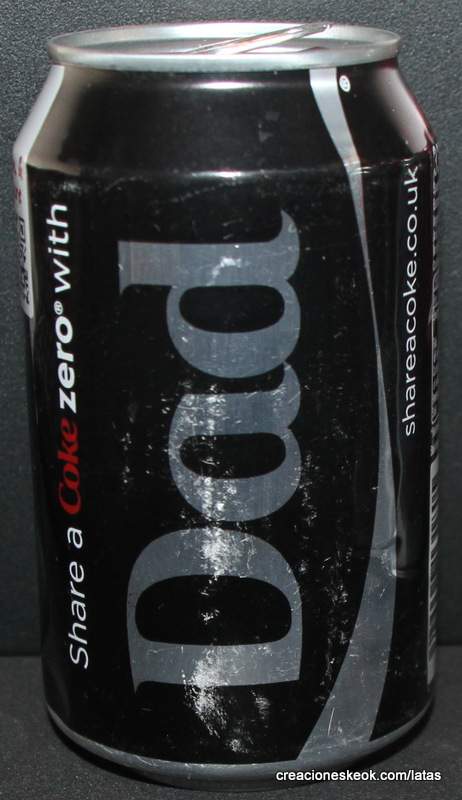 Share a Coke zero® with
Dad
shareacoke.co.uk
®
creacioneskeok.com/latas